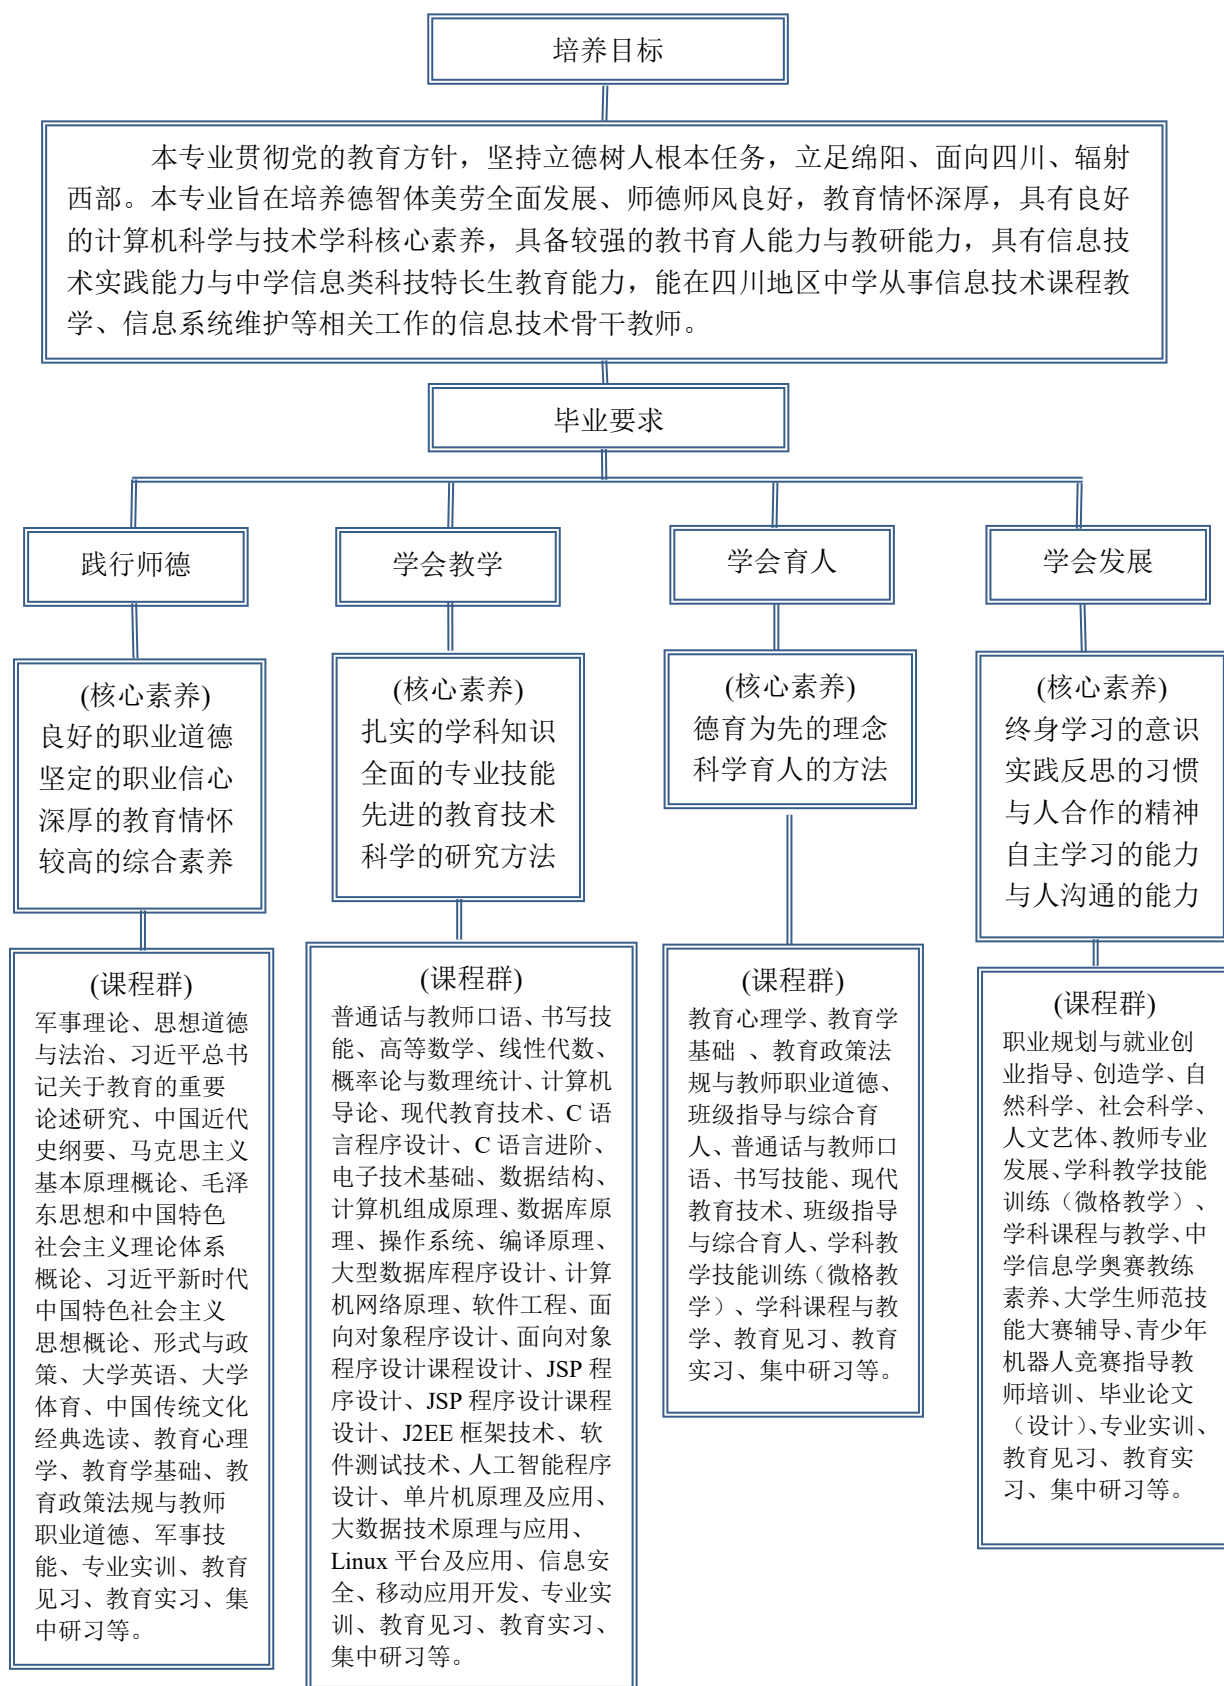 培养目标
本专业贯彻党的教育方针，坚持立德树人根本任务，立足绵阳、面向四川、辐射
西部。本专业旨在培养德智体美劳全面发展、师德师风良好，教育情怀深厚，具有良好
的计算机科学与技术学科核心素养，具备较强的教书育人能力与教研能力，具有信息技
术实践能力与中学信息类科技特长生教育能力，能在四川地区中学从事信息技术课程教
学、信息系统维护等相关工作的信息技术骨干教师。
毕业要求
践行师德
(核心素养)
良好的职业道德
坚定的职业信心
深厚的教育情怀
较高的综合素养
(课程群)
军事理论、思想道德
与法治、习近平总书
记关于教育的重要
论述研究、中国近代
史纲要、马克思主义
基本原理概论、毛泽
东思想和中国特色
社会主义理论体系
概论、习近平新时代
中国特色社会主义
思想概论、形式与政
策、大学英语、大学
体育、中国传统文化
经典选读、教育心理
学、教育学基础、教
育政策法规与教师
职业道德、军事技
能、专业实训、教育
见习、教育实习、集
中研习等。
学会教学
(核心素养)
扎实的学科知识
全面的专业技能
先进的教育技术
科学的研究方法
(课程群)
普通话与教师口语、书写技
能、高等数学、线性代数、
概率论与数理统计、计算机
导论、现代教育技术、C 语
言程序设计、C 语言进阶、
电子技术基础、数据结构、
计算机组成原理、数据库原
理、操作系统、编译原理、
大型数据库程序设计、计算
机网络原理、软件工程、面
向对象程序设计、面向对象
程序设计课程设计、JSP 程
序设计、JSP 程序设计课程
设计、J2EE 框架技术、软
件测试技术、人工智能程序
设计、单片机原理及应用、
大数据技术原理与应用、
Linux 平台及应用、信息安
全、移动应用开发、专业实
训、教育见习、教育实习、
集中研习等。
学会育人
(核心素养)
德育为先的理念
科学育人的方法
(课程群)
教育心理学、教育学
基础 、教育政策法
规与教师职业道德、
班级指导与综合育
人、普通话与教师口
语、书写技能、现代
教育技术、班级指导
与综合育人、学科教
学技能训练（微格教
学）、学科课程与教
学、教育见习、教育
实习、集中研习等。
学会发展
(核心素养)
终身学习的意识
实践反思的习惯
与人合作的精神
自主学习的能力
与人沟通的能力
(课程群)
职业规划与就业创
业指导、创造学、自
然科学、社会科学、
人文艺体、教师专业
发展、学科教学技能
训练（微格教学）、
学科课程与教学、中
学信息学奥赛教练
素养、大学生师范技
能大赛辅导、青少年
机器人竞赛指导教
师培训、毕业论文
（设计）、专业实训、
教育见习、教育实
习、集中研习等。